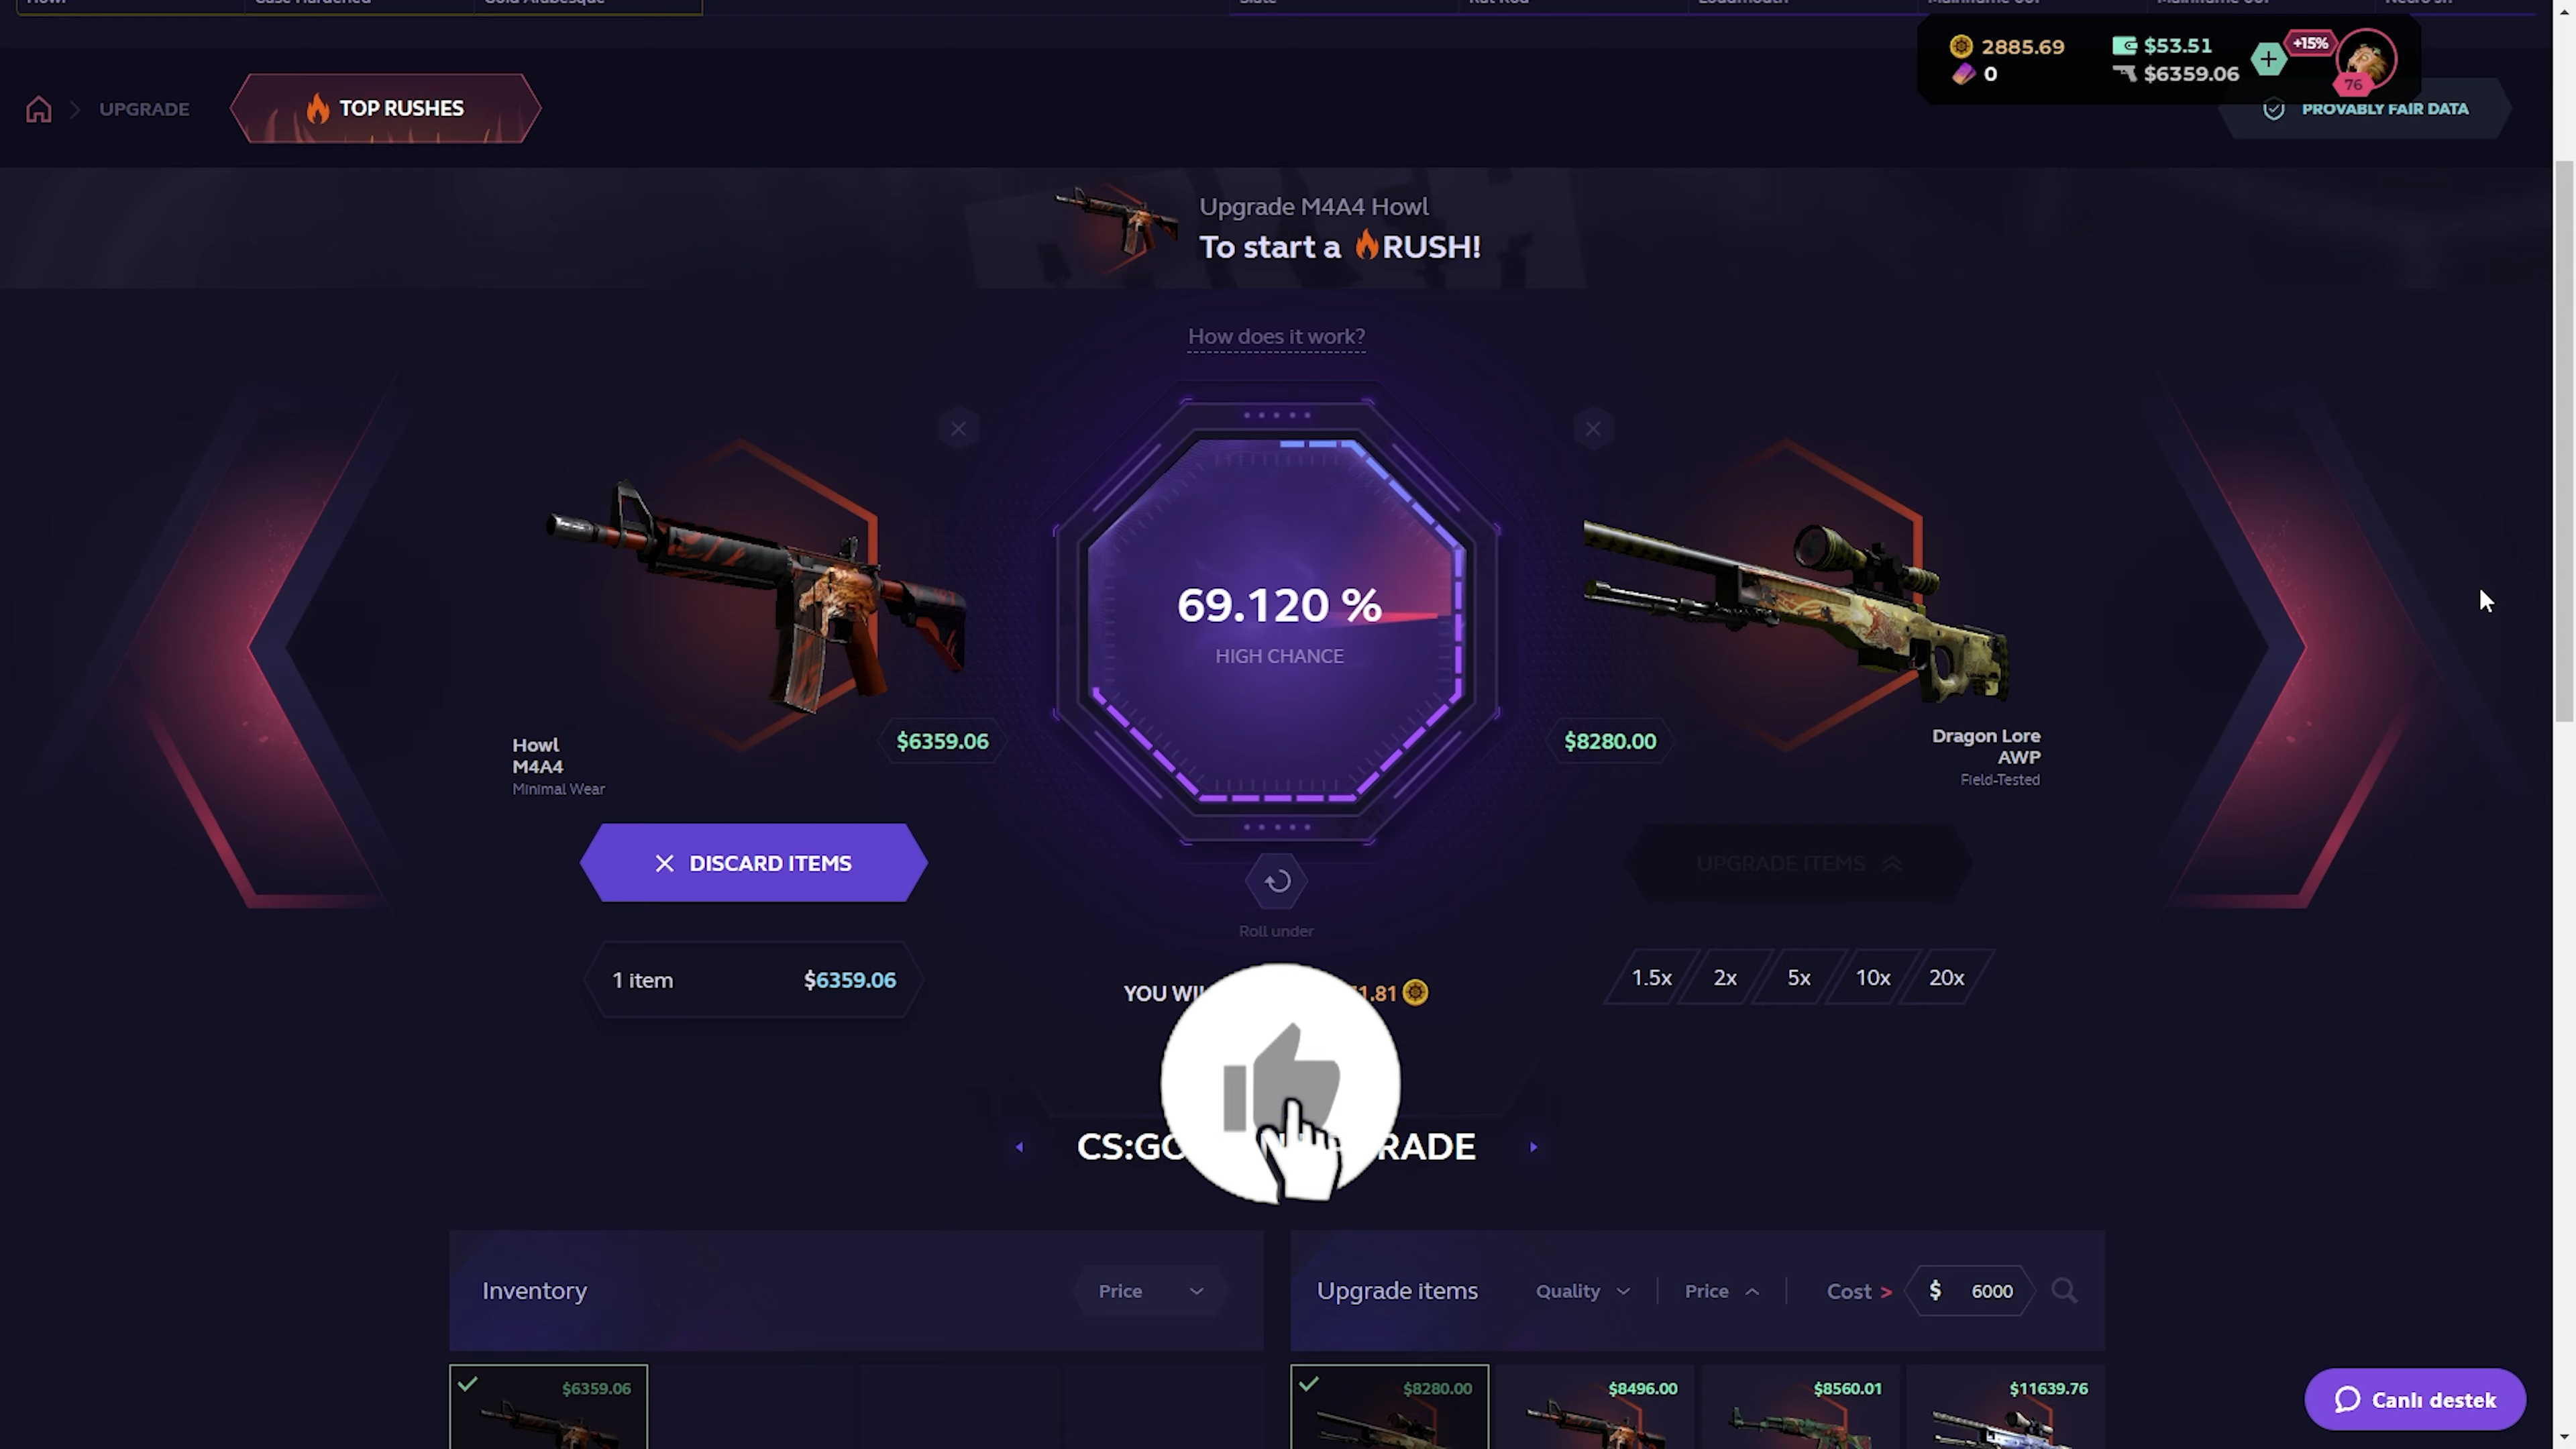 2885.69
$53.51
+15%
0
$6359.06
76
UPGRADE
TOP RUSHES
PROVABLY FAIR DATA
Upgrade M4A4 Howl
To start a RUSH!
How does it work?
69.120 %
HIGH CHANCE
$6359.06
$8280.00
Howl
M4A4
Minimal Wear
Dragon Lore
AWP
Field-Tested
DISCARD ITEMS
UPGRADE ITEMS
Roll under
1 item
$6359.06
1.5x
2x
5x
10x
20x
YOU
1.81
Inventory
Price
Upgrade items
Quality
Price
Cost >
$ 6000
$6359.06
$8280.00
$8496.00
$8560.01
$11639.76
Canlı destek